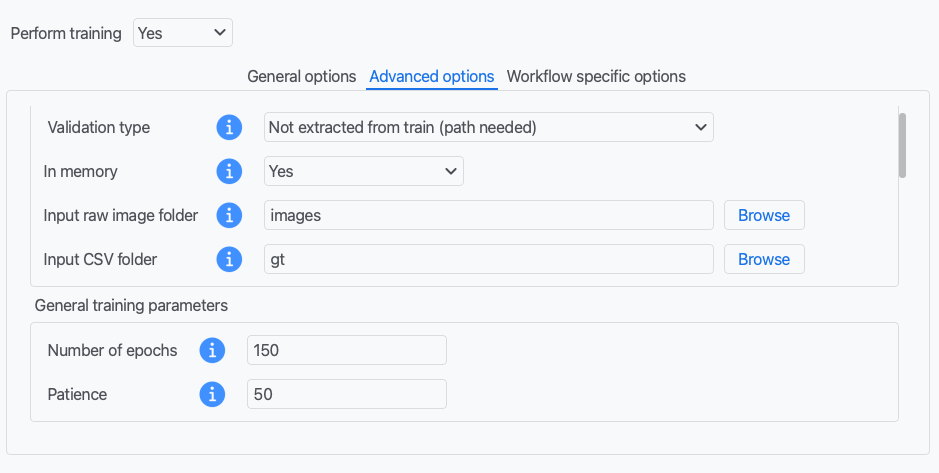 Perform training Yes
General options Advanced options Workflow specific options
Validation type i Not extracted from train (path needed)
In memory i Yes
Input raw image folder i images Browse
Input CSV folder i gt Browse
General training parameters
Number of epochs i 150
Patience i 50